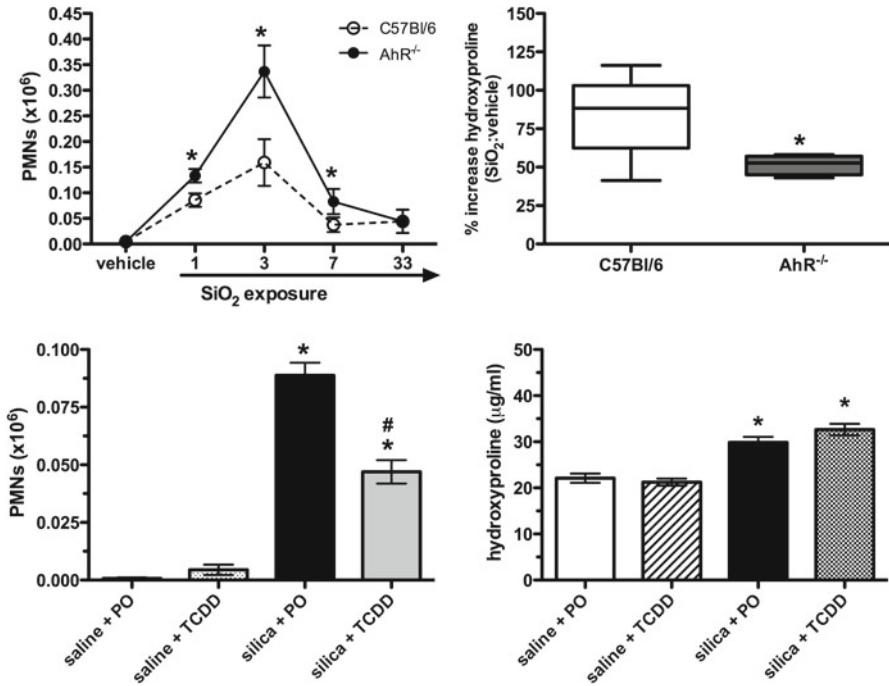 0.45
0.40
0.35
0.30
0.25
0.20
0.15
0.10
0.05
0.00
PMNs (x10⁶)
C57Bl/6
AhR⁻/⁻
*
*
*
vehicle 1 3 7 33
SiO₂ exposure
150
125
100
75
50
25
0
% increase hydroxyproline
(SiO₂:vehicle)
*
C57Bl/6 AhR⁻/⁻
0.100
0.075
0.050
0.025
0.000
PMNs (x10⁶)
*
#
*
saline + PO
saline + TCDD
silica + PO
silica + TCDD
50
40
30
20
10
0
hydroxyproline (μg/ml)
*
*
saline + PO
saline + TCDD
silica + PO
silica + TCDD